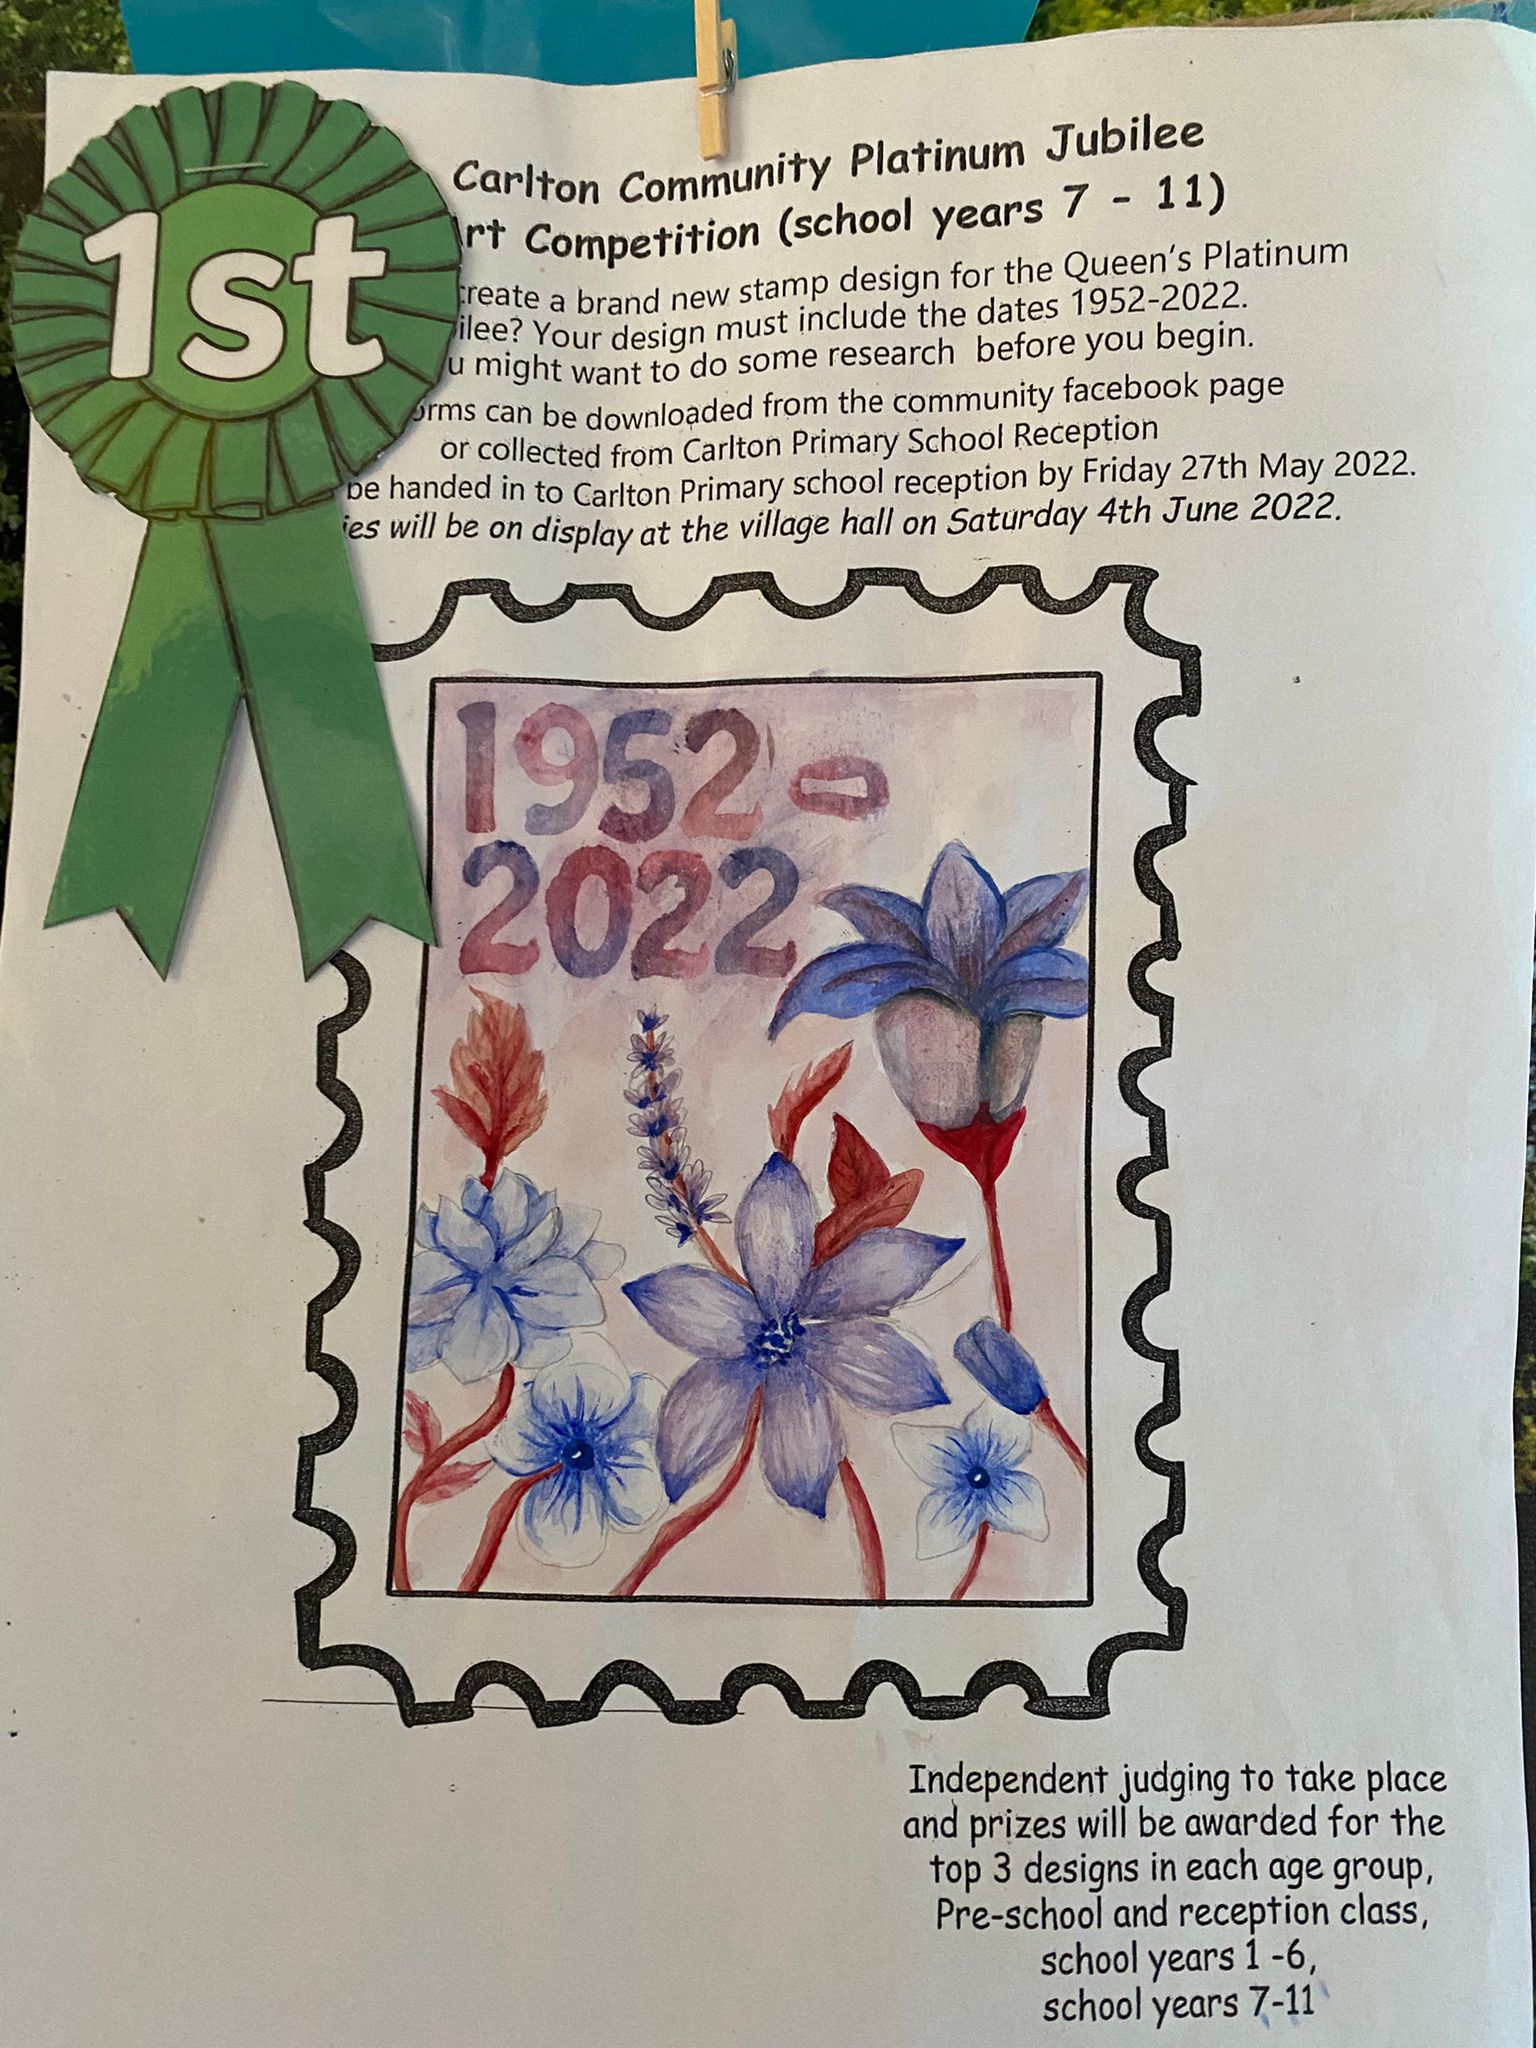 1st
Carlton Community Platinum Jubilee
Art Competition (school years 7 - 11)
create a brand new stamp design for the Queen's Platinum
ilee? Your design must include the dates 1952-2022.
u might want to do some research before you begin.
orms can be downloaded from the community facebook page
or collected from Carlton Primary School Reception
be handed in to Carlton Primary school reception by Friday 27th May 2022.
ies will be on display at the village hall on Saturday 4th June 2022.
1952-
2022
Independent judging to take place
and prizes will be awarded for the
top 3 designs in each age group,
Pre-school and reception class,
school years 1 -6,
school years 7-11